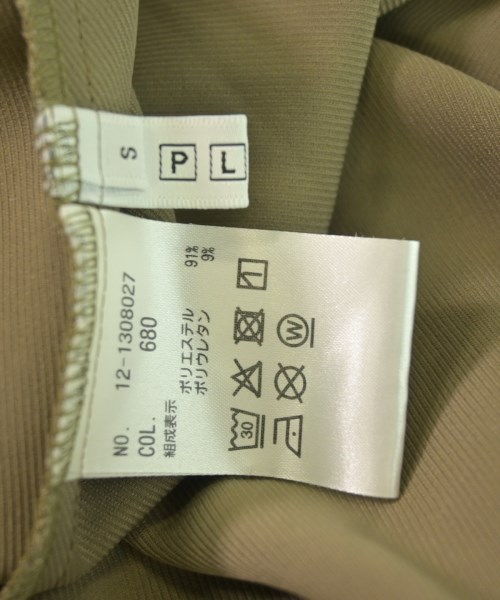 S
P
L
NO. 12-1308027
COL. 680
組成表示
ポリエステル 91%
ポリウレタン 9%
30
W